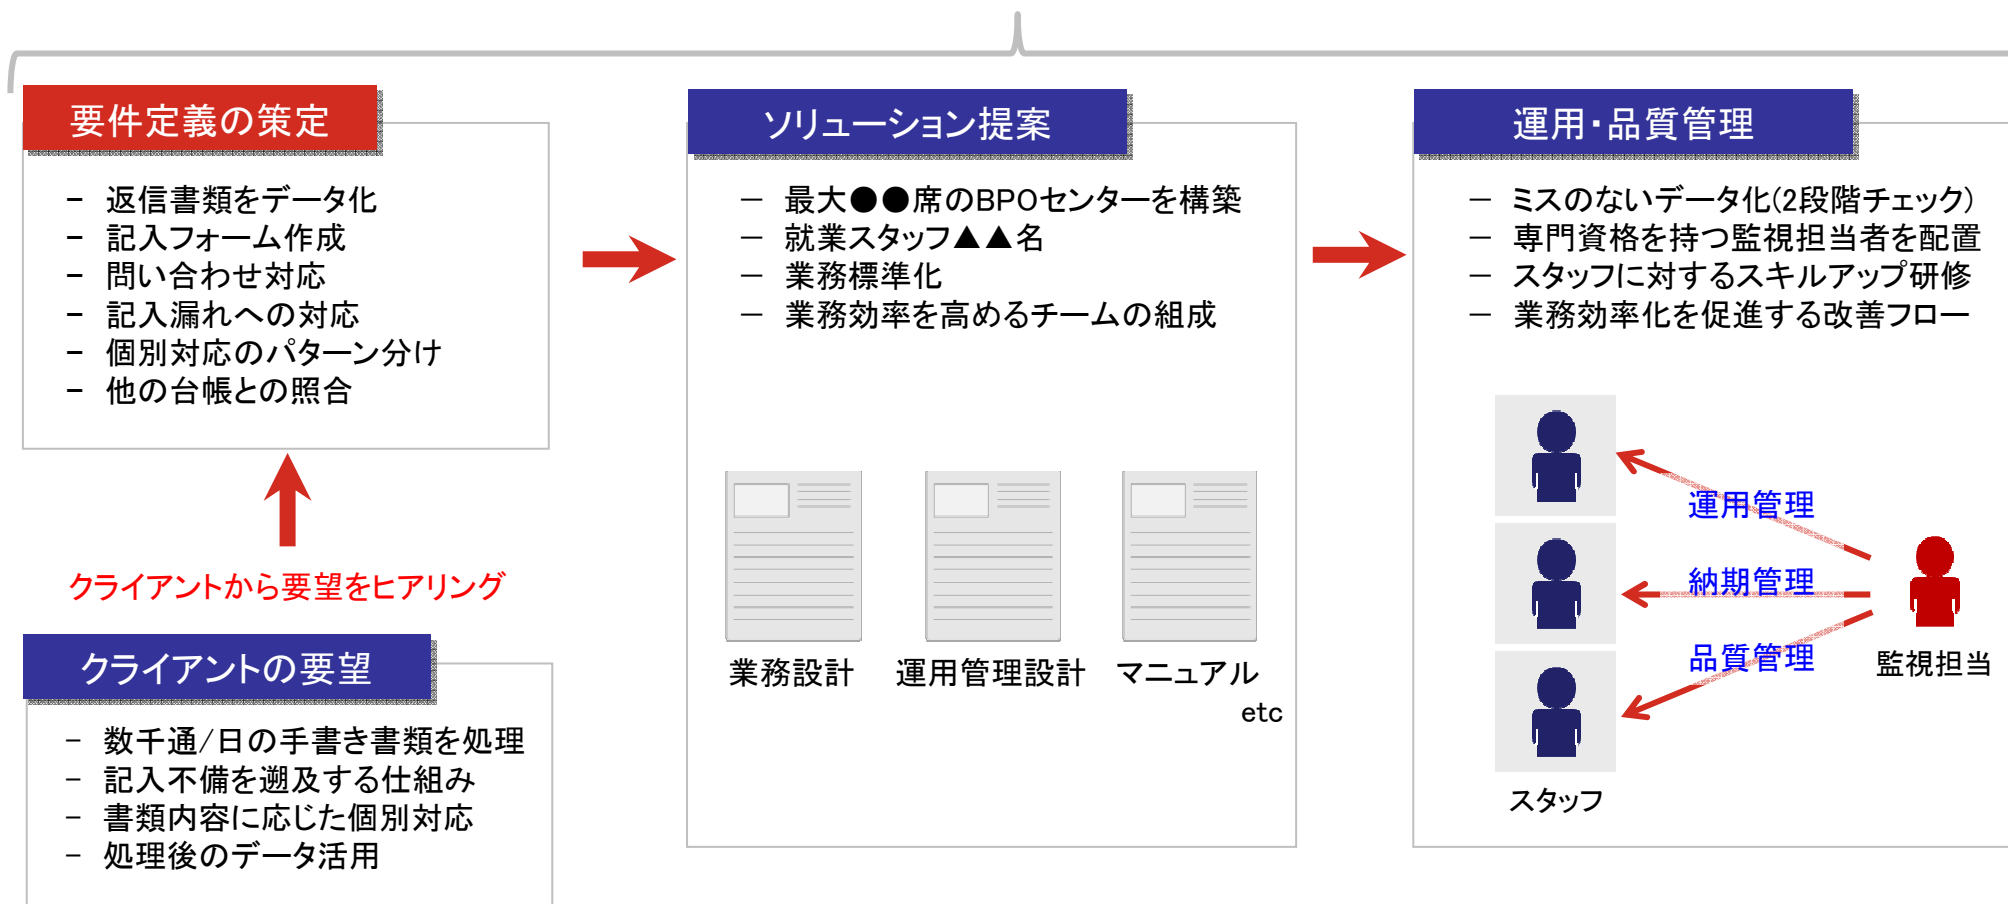 要件定義の策定
− 返信書類をデータ化
− 記入フォーム作成
− 問い合わせ対応
− 記入漏れへの対応
− 個別対応のパターン分け
− 他の台帳との照合
クライアントから要望をヒアリング
クライアントの要望
− 数千通/日の手書き書類を処理
− 記入不備を遡及する仕組み
− 書類内容に応じた個別対応
− 処理後のデータ活用
ソリューション提案
− 最大●●席のBPOセンターを構築
− 就業スタッフ▲▲名
− 業務標準化
− 業務効率を高めるチームの組成
業務設計
運用管理設計
マニュアル
etc
運用・品質管理
− ミスのないデータ化(2段階チェック)
− 専門資格を持つ監視担当者を配置
− スタッフに対するスキルアップ研修
− 業務効率化を促進する改善フロー
運用管理
納期管理
品質管理
監視担当
スタッフ